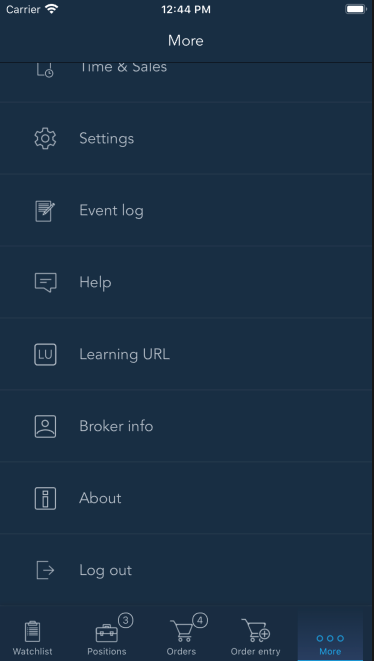 Carrier 12:44 PM
More
Time & Sales
Settings
Event log
Help
LU Learning URL
Broker info
About
Log out
3 4
Watchlist Positions Orders Order entry More